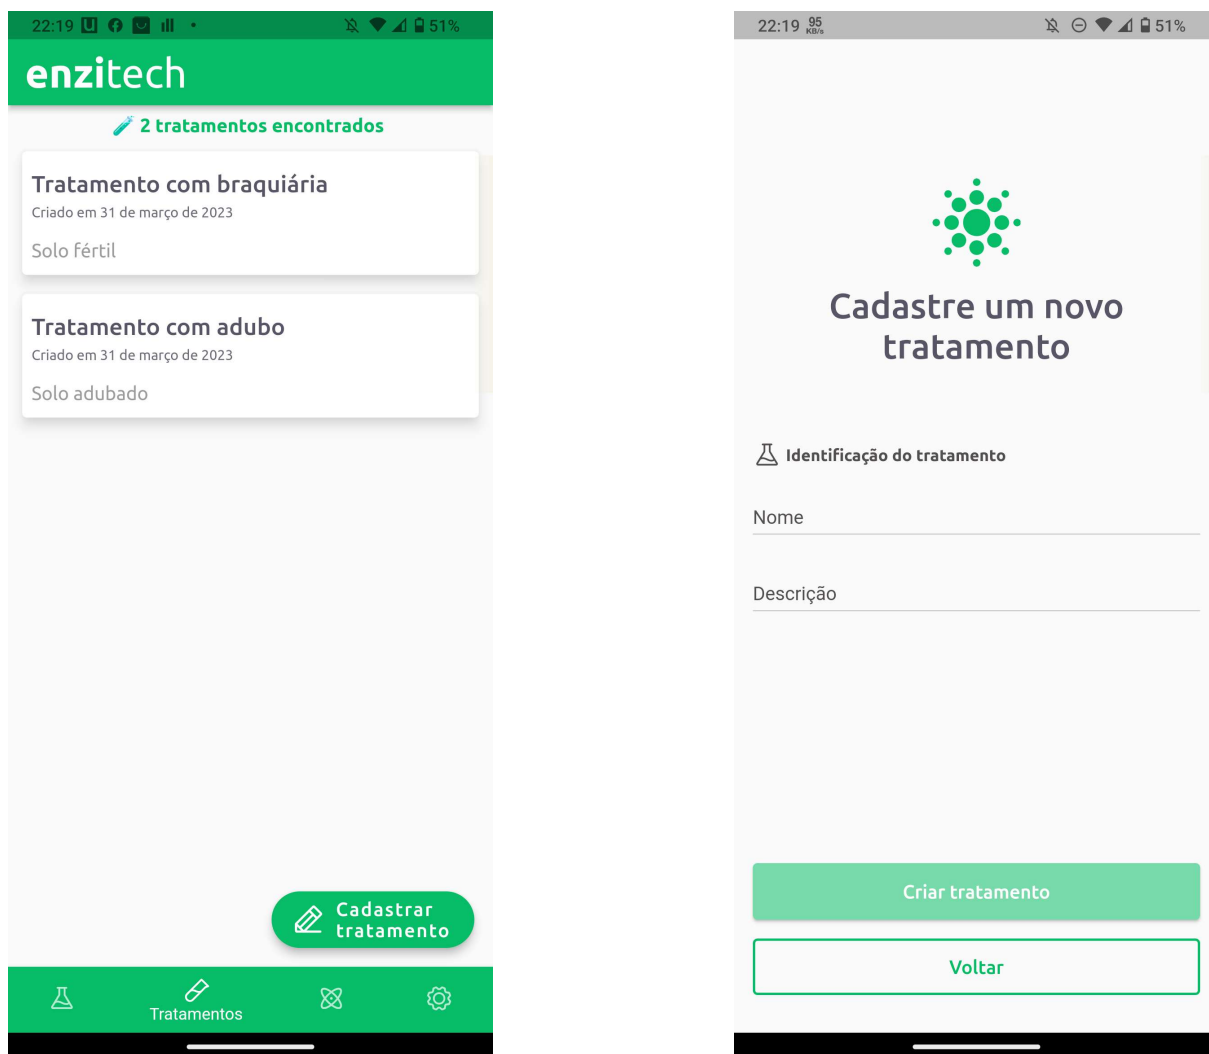 22:19 51%
enzitech
2 tratamentos encontrados
Tratamento com braquiária
Criado em 31 de março de 2023
Solo fértil
Tratamento com adubo
Criado em 31 de março de 2023
Solo adubado
Cadastrar
tratamento
Tratamentos
22:19 95 KB/s 51%
Cadastre um novo
tratamento
Identificação do tratamento
Nome
Descrição
Criar tratamento
Voltar